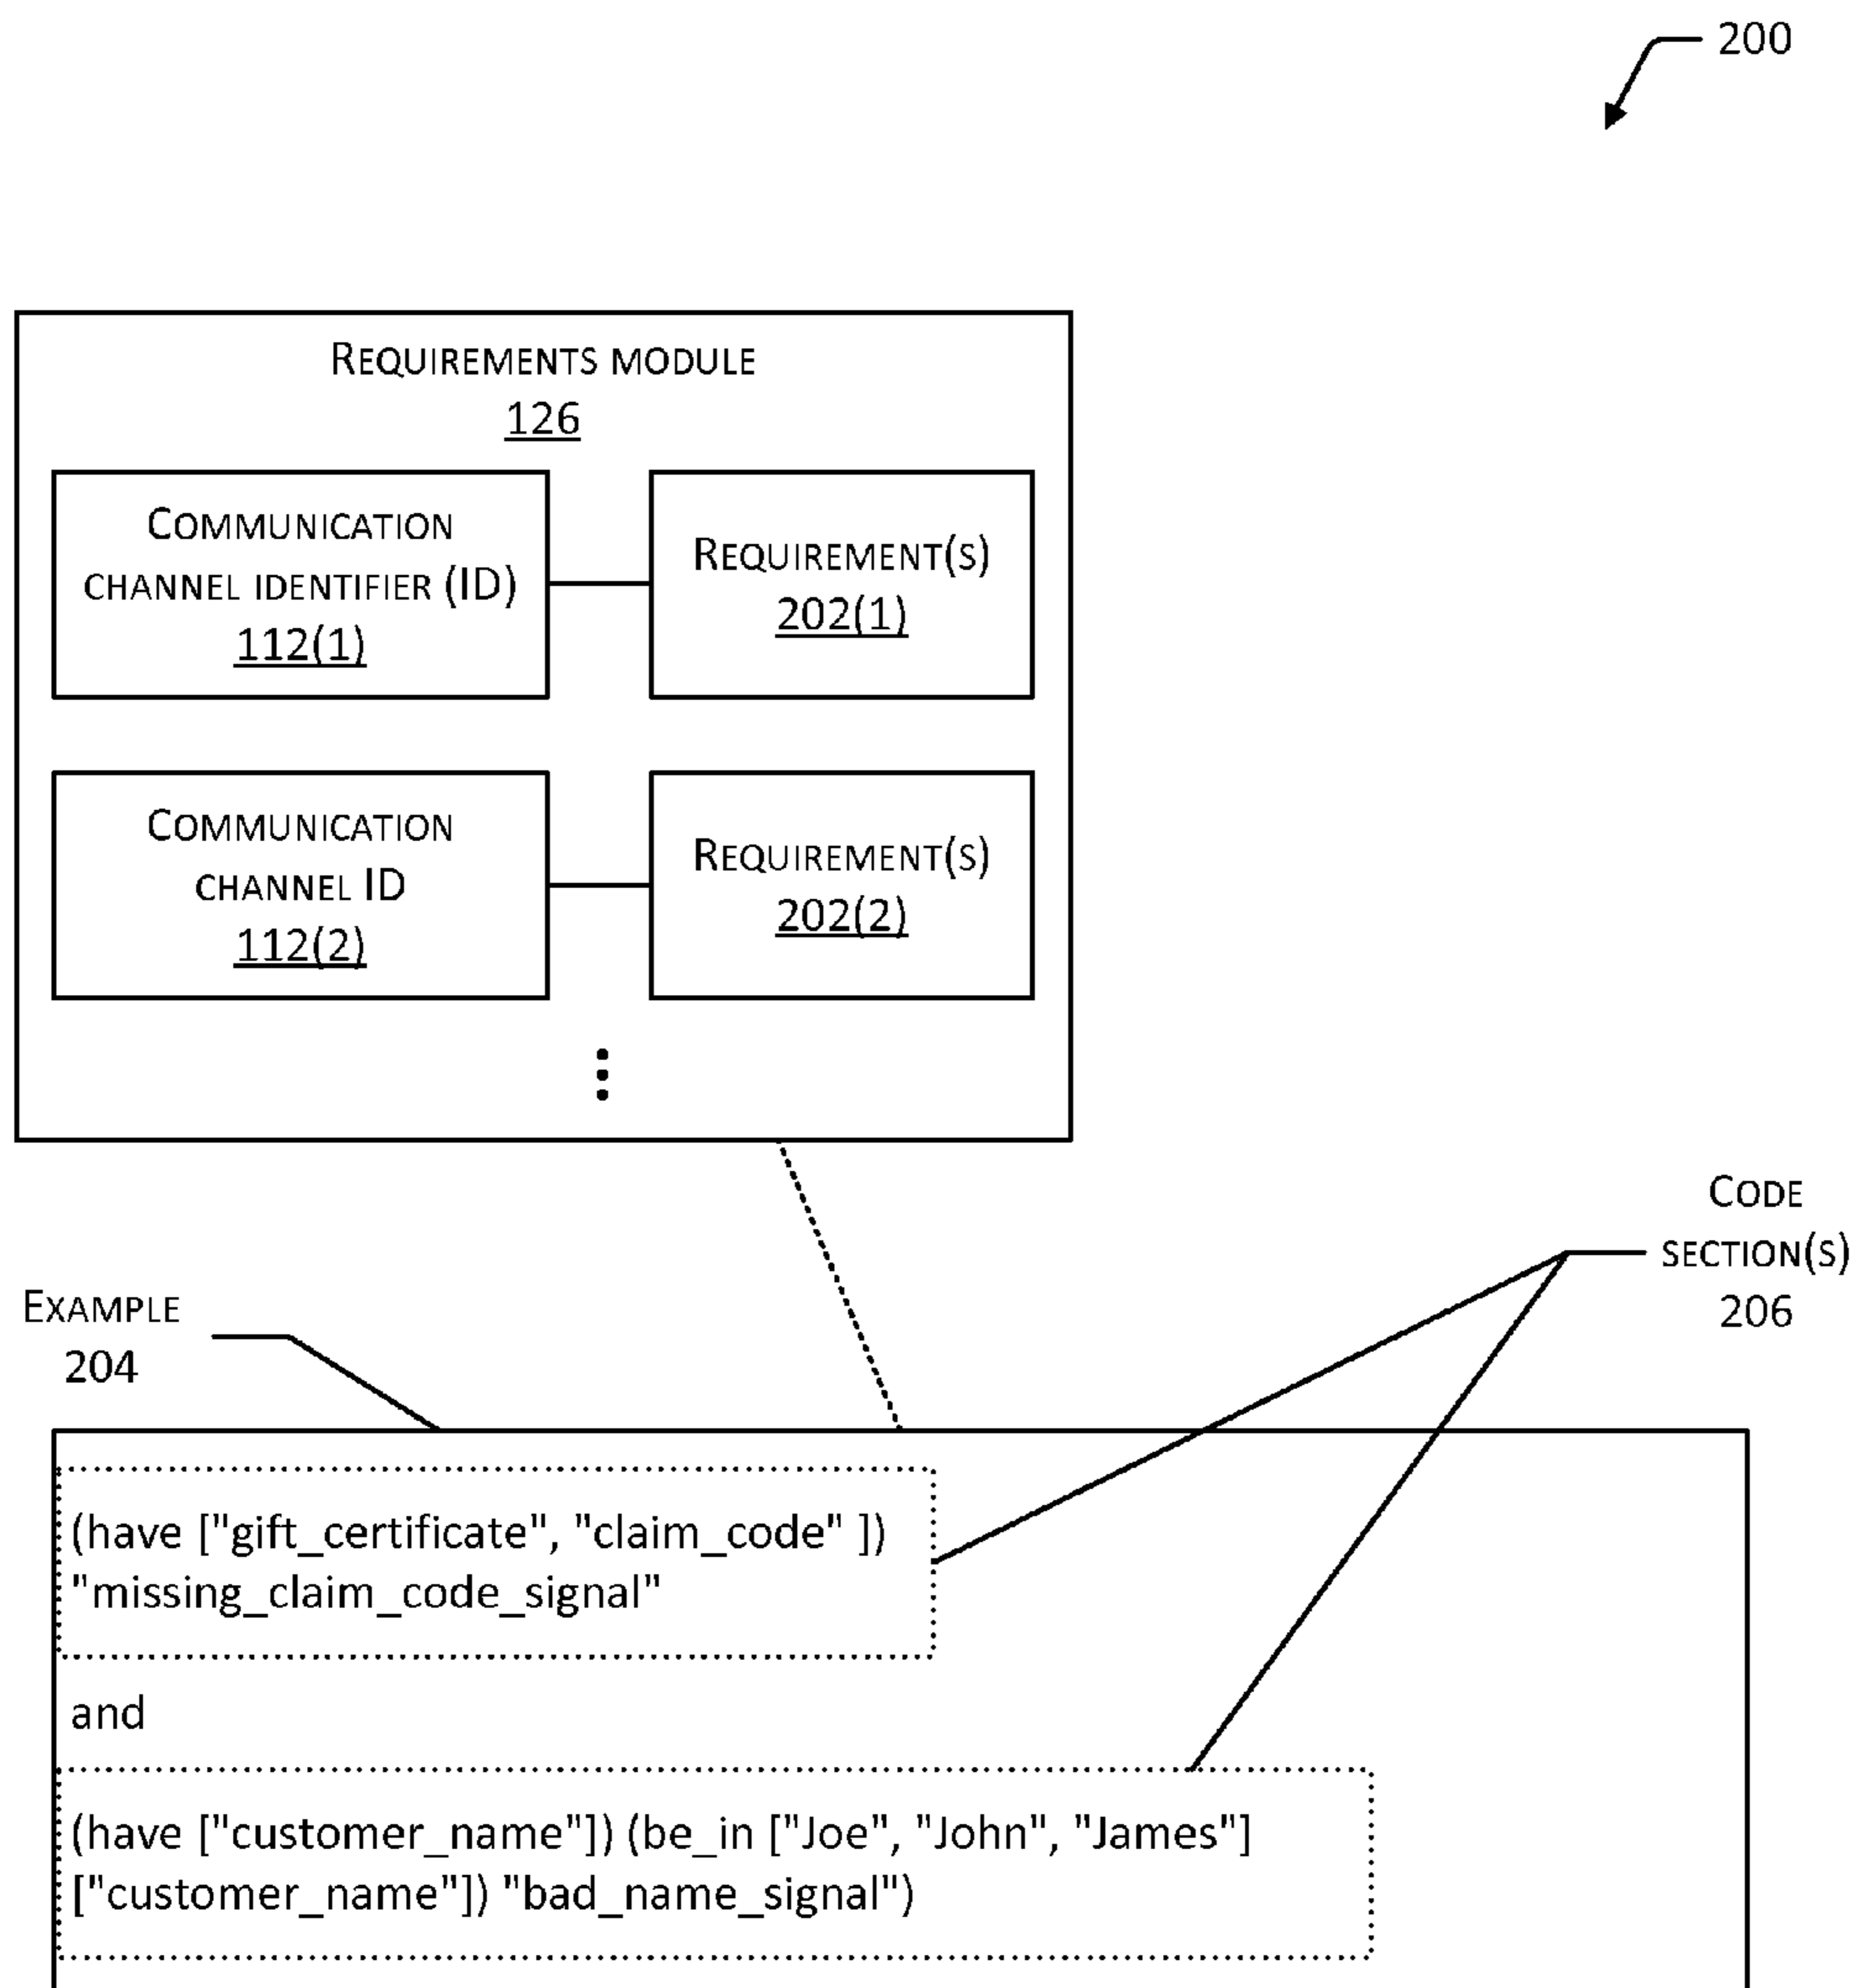 200
REQUIREMENTS MODULE
126
COMMUNICATION
CHANNEL IDENTIFIER (ID)
112(1)
REQUIREMENT(S)
202(1)
COMMUNICATION
CHANNEL ID
112(2)
REQUIREMENT(S)
202(2)
CODE
SECTION(S)
206
EXAMPLE
204
(have ["gift_certificate", "claim_code" ])
"missing_claim_code_signal"
and
(have ["customer_name"]) (be_in ["Joe", "John", "James"]
["customer_name"]) "bad_name_signal")